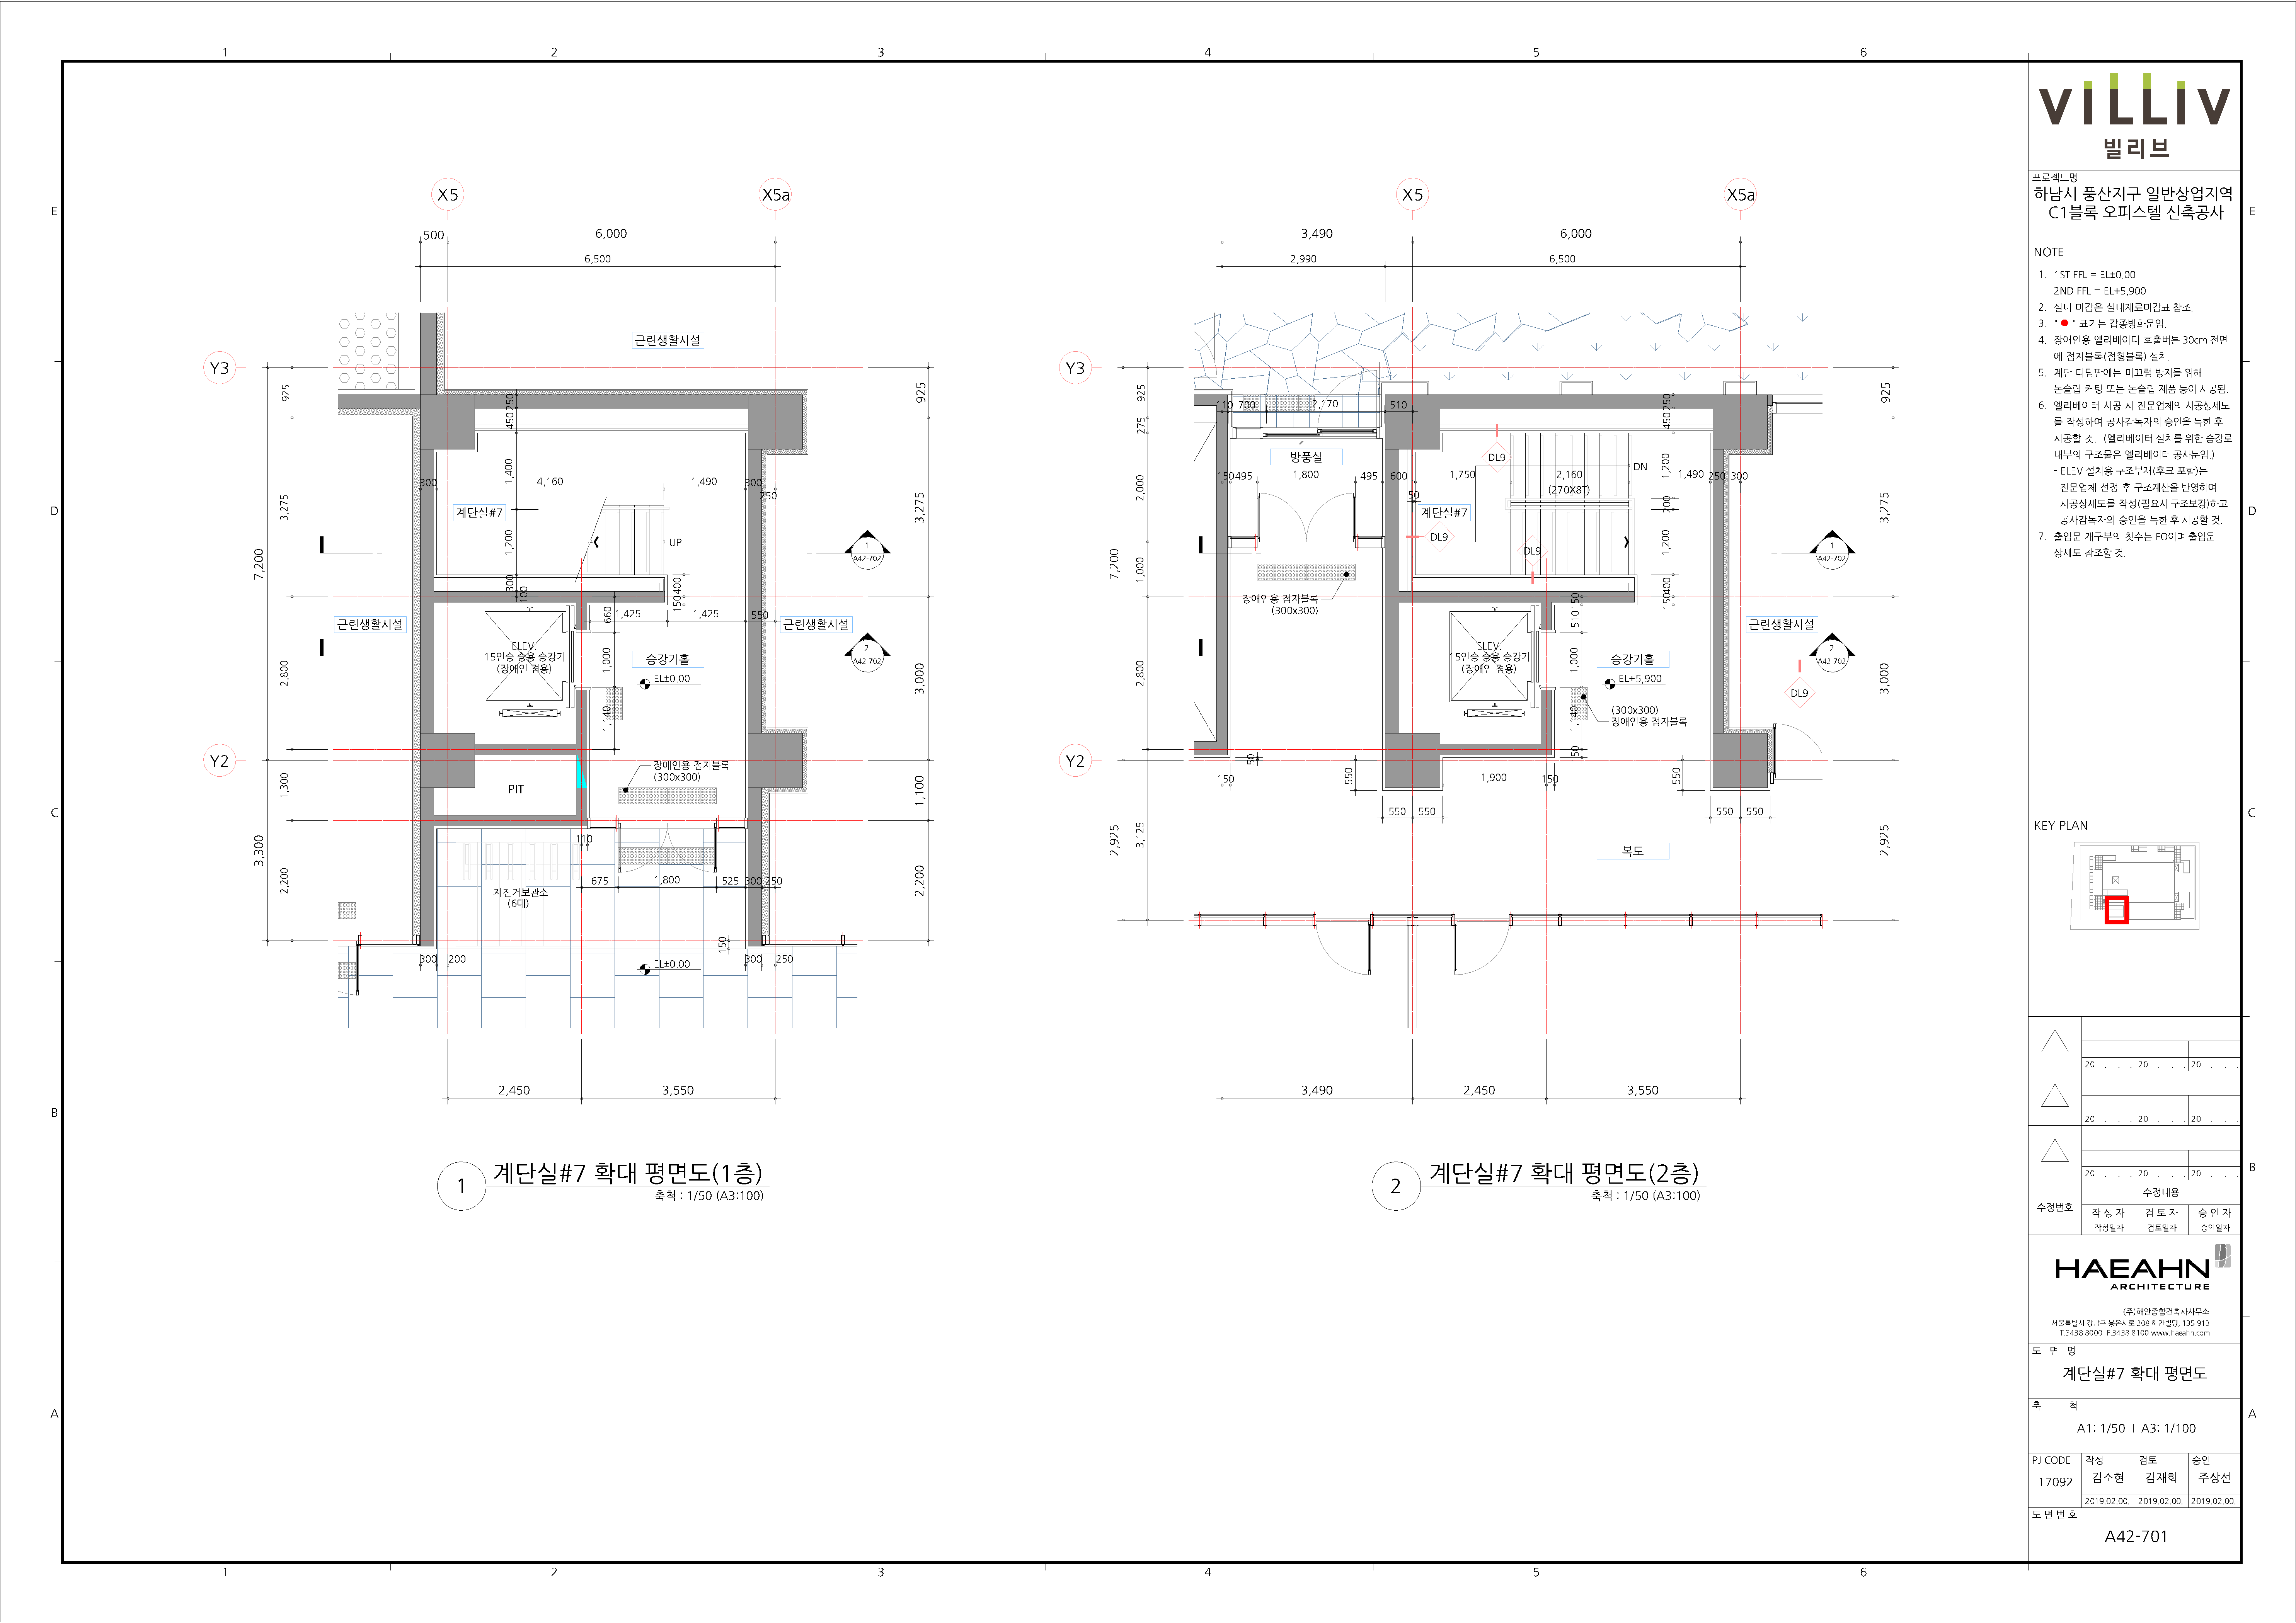 1
2
3
4
5
6
E
D
C
B
A
X5
X5a
500
6,000
6,500
근린생활시설
Y3
925
250
450
925
1,400
300
4,160
1,490
300
250
3,275
계단실#7
3,275
7,200
1,200
UP
1
A42-702
300
100
400
150
660
1,425
1,425
550
근린생활시설
근린생활시설
ELEV.
15인승 승용 승강기
(장애인 겸용)
1,000
승강기홀
EL±0.00
2
A42-702
2,800
3,000
1,140
Y2
장애인용 점자블록
(300x300)
PIT
1,300
1,100
110
3,300
2,200
2,200
675
1,800
525
300
250
자전거보관소
(6대)
150
300
200
EL±0.00
300
250
2,450
3,550
1
계단실#7 확대 평면도(1층)
축척 : 1/50 (A3:100)
X5
X5a
3,490
6,000
2,990
6,500
Y3
925
110
700
2,170
510
250
450
925
275
방풍실
DL9
DN
150
495
1,800
495
600
1,750
2,160
(270X8T)
1,200
1,490
250
300
2,000
50
200
3,275
계단실#7
DL9
DL9
1,200
1
A42-702
7,200
1,000
장애인용 점자블록
(300x300)
400
150
150
510
근린생활시설
ELEV.
15인승 승용 승강기
(장애인 겸용)
1,000
승강기홀
EL+5,900
2
A42-702
2,800
3,000
DL9
(300x300)
장애인용 점자블록
1,140
Y2
50
150
150
550
1,900
150
550
550
550
550
550
2,925
3,125
2,925
복도
3,490
2,450
3,550
2
계단실#7 확대 평면도(2층)
축척 : 1/50 (A3:100)
VILLIV
빌리브
프로젝트명
하남시 풍산지구 일반상업지역
C1블록 오피스텔 신축공사
NOTE
1. 1ST FFL = EL±0.00
2ND FFL = EL+5,900
2. 실내 마감은 실내재료마감표 참조.
3. " ● " 표기는 갑종방화문임.
4. 장애인용 엘리베이터 호출버튼 30cm 전면
에 점자블록(점형블록) 설치.
5. 계단 디딤판에는 미끄럼 방지를 위해
논슬립 커팅 또는 논슬립 제품 등이 시공됨.
6. 엘리베이터 시공 시 전문업체의 시공상세도
를 작성하여 공사감독자의 승인을 득한 후
시공할 것. (엘리베이터 설치를 위한 승강로
내부의 구조물은 엘리베이터 공사분임.)
- ELEV 설치용 구조부재(후크 포함)는
전문업체 선정 후 구조계산을 반영하여
시공상세도를 작성(필요시 구조보강)하고
공사감독자의 승인을 득한 후 시공할 것.
7. 출입문 개구부의 칫수는 FO이며 출입문
상세도 참조할 것.
KEY PLAN
20 . . . 20 . . . 20 . . .
20 . . . 20 . . . 20 . . .
20 . . . 20 . . . 20 . . .
수정번호
수정내용
작 성 자 검 토 자 승 인 자
작성일자 검토일자 승인일자
HAEAHN
ARCHITECTURE
(주)해안종합건축사사무소
서울특별시 강남구 봉은사로 208 해안빌딩, 135-913
T.3438 8000 F.3438 8100 www.haeahn.com
도 면 명
계단실#7 확대 평면도
축 척
A1: 1/50 I A3: 1/100
PJ CODE 작성 검토 승인
17092 김소현 김재희 주상선
2019.02.00. 2019.02.00. 2019.02.00.
도 면 번 호
A42-701
E
D
C
B
A
1
2
3
4
5
6